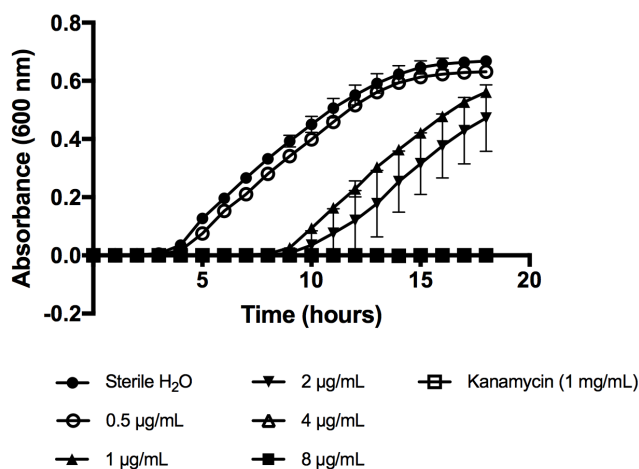 0.8
0.6
0.4
0.2
0.0
-0.2
Absorbance (600 nm)
5 10 15 20
Time (hours)
Sterile H₂O 2 µg/mL Kanamycin (1 mg/mL)
0.5 µg/mL 4 µg/mL
1 µg/mL 8 µg/mL